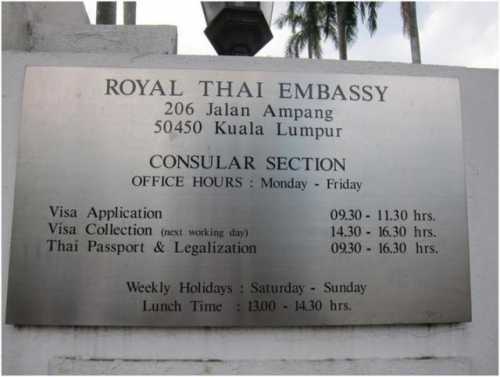 ROYAL THAI EMBASSY
206 Jalan Ampang
50450 Kuala Lumpur
CONSULAR SECTION
OFFICE HOURS : Monday - Friday
Visa Application 09.30 - 11.30 hrs.
Visa Collection (next working day) 14.30 - 16.30 hrs.
Thai Passport & Legalization 09.30 - 16.30 hrs.
Weekly Holidays : Saturday - Sunday
Lunch Time : 13.00 - 14.30 hrs.